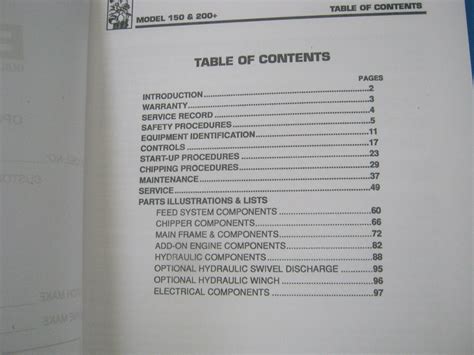 MODEL 150 & 200+
TABLE OF CONTENTS
TABLE OF CONTENTS
PAGES
INTRODUCTION 2
WARRANTY 3
SERVICE RECORD 4
SAFETY PROCEDURES 5
EQUIPMENT IDENTIFICATION 11
CONTROLS 17
START-UP PROCEDURES 23
CHIPPING PROCEDURES 29
MAINTENANCE 37
SERVICE 49
PARTS ILLUSTRATIONS & LISTS
FEED SYSTEM COMPONENTS 60
CHIPPER COMPONENTS 66
MAIN FRAME & COMPONENTS 72
ADD-ON ENGINE COMPONENTS 82
HYDRAULIC COMPONENTS 88
OPTIONAL HYDRAULIC SWIVEL DISCHARGE 95
OPTIONAL HYDRAULIC WINCH 96
ELECTRICAL COMPONENTS 97